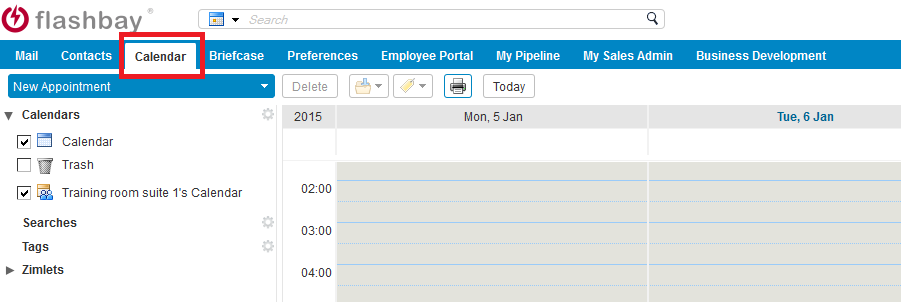 flashbay®
Search
Mail Contacts Calendar Briefcase Preferences Employee Portal My Pipeline My Sales Admin Business Development
New Appointment Delete Today
Calendars 2015 Mon, 5 Jan Tue, 6 Jan
Calendar
Trash
Training room suite 1's Calendar 02:00
Searches 03:00
Tags
Zimlets 04:00